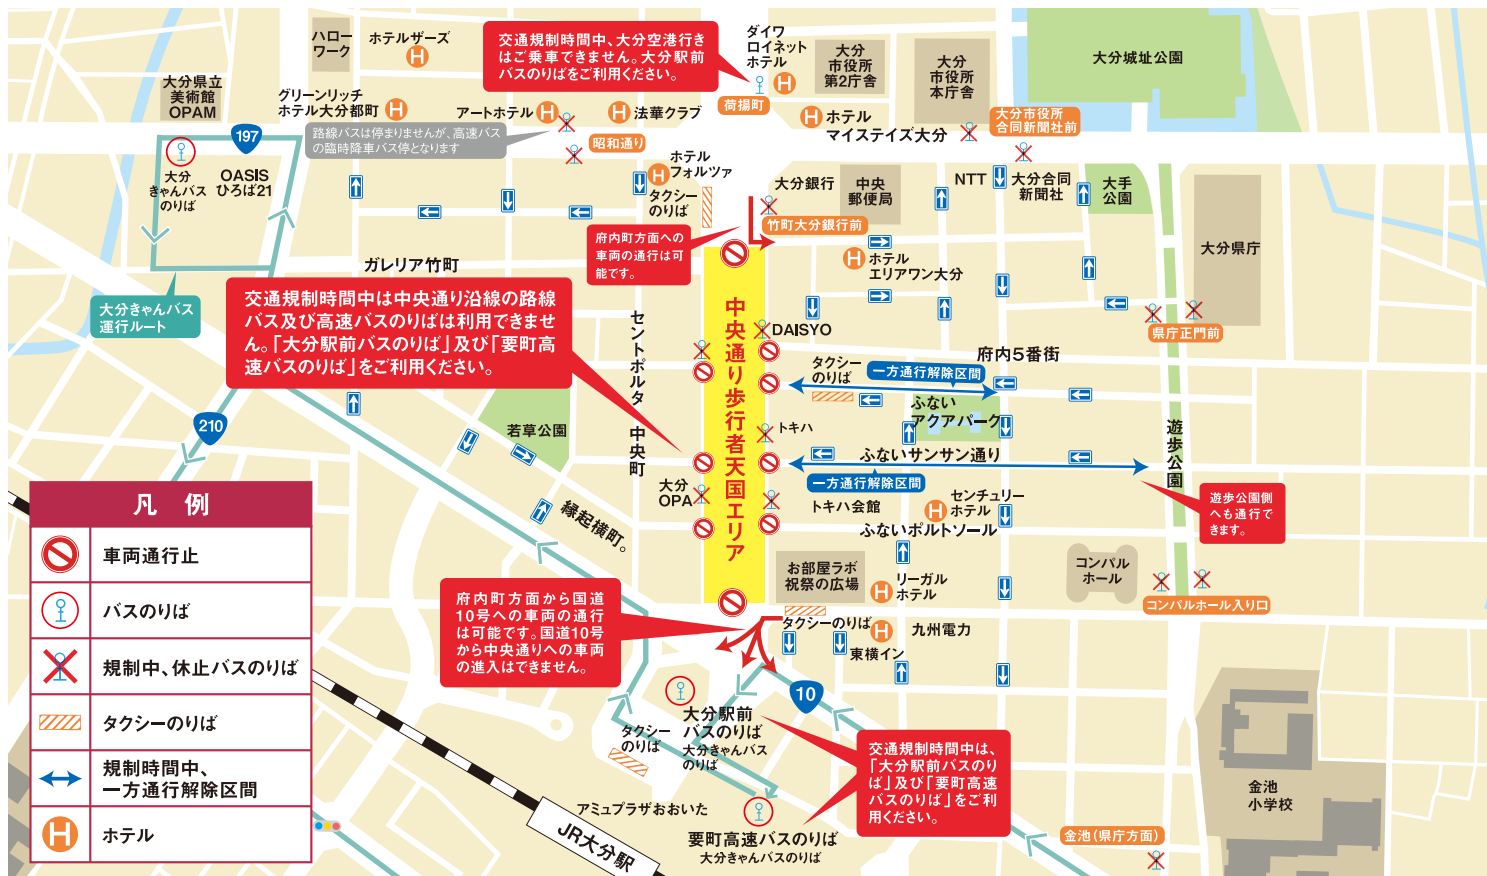 ハロー
ワーク
ホテルザーズ
交通規制時間中、大分空港行き
はご乗車できません。大分駅前
バスのりばをご利用ください。
ダイワ
ロイネット
ホテル
大分
市役所
第2庁舎
大分
市役所
本庁舎
大分城址公園
大分県立
美術館
OPAM
グリーンリッチ
ホテル大分都町
アートホテル
法華クラブ
荷揚町
ホテル
マイステイズ大分
大分市役所
合同新聞社前
197
路線バスは停まりませんが、高速バス
の臨時降車バス停となります
昭和通り
大分
きゃんバス
のりば
OASIS
ひろば21
ホテル
フォルツァ
タクシー
のりば
大分銀行
中央
郵便局
NTT
大分合同
新聞社
大手
公園
竹町大分銀行前
府内町方面への
車両の通行は可
能です。
ホテル
エリアワン大分
大分県庁
ガレリア竹町
大分きゃんバス
運行ルート
交通規制時間中は中央通り沿線の路線
バス及び高速バスのりばは利用できませ
ん。「大分駅前バスのりば」及び「要町高
速バスのりば」をご利用ください。
セントポルタ中央町
中央通り歩行者天国エリア
DAISYO
県庁正門前
府内5番街
タクシー
のりば
一方通行解除区間
ふない
アクアパーク
210
若草公園
トキハ
ふないサンサン通り
一方通行解除区間
遊歩公園
大分
OPA
トキハ会館
センチュリー
ホテル
遊歩公園側
へも通行で
きます。
縁起横町。
ふないポルトソール
凡例
車両通行止
バスのりば
規制中、休止バスのりば
タクシーのりば
規制時間中、
一方通行解除区間
ホテル
お部屋ラボ
祝祭の広場
リーガル
ホテル
コンパル
ホール
コンパルホール入り口
府内町方面から国道
10号への車両の通行
は可能です。国道10号
から中央通りへの車両
の進入はできません。
タクシーのりば
九州電力
東横イン
10
大分駅前
バスのりば
大分きゃんバス
のりば
タクシー
のりば
交通規制時間中は、
「大分駅前バスのり
ば」及び「要町高速
バスのりば」をご利
用ください。
金池
小学校
アミュプラザおおいた
JR大分駅
要町高速バスのりば
大分きゃんバスのりば
金池(県庁方面)